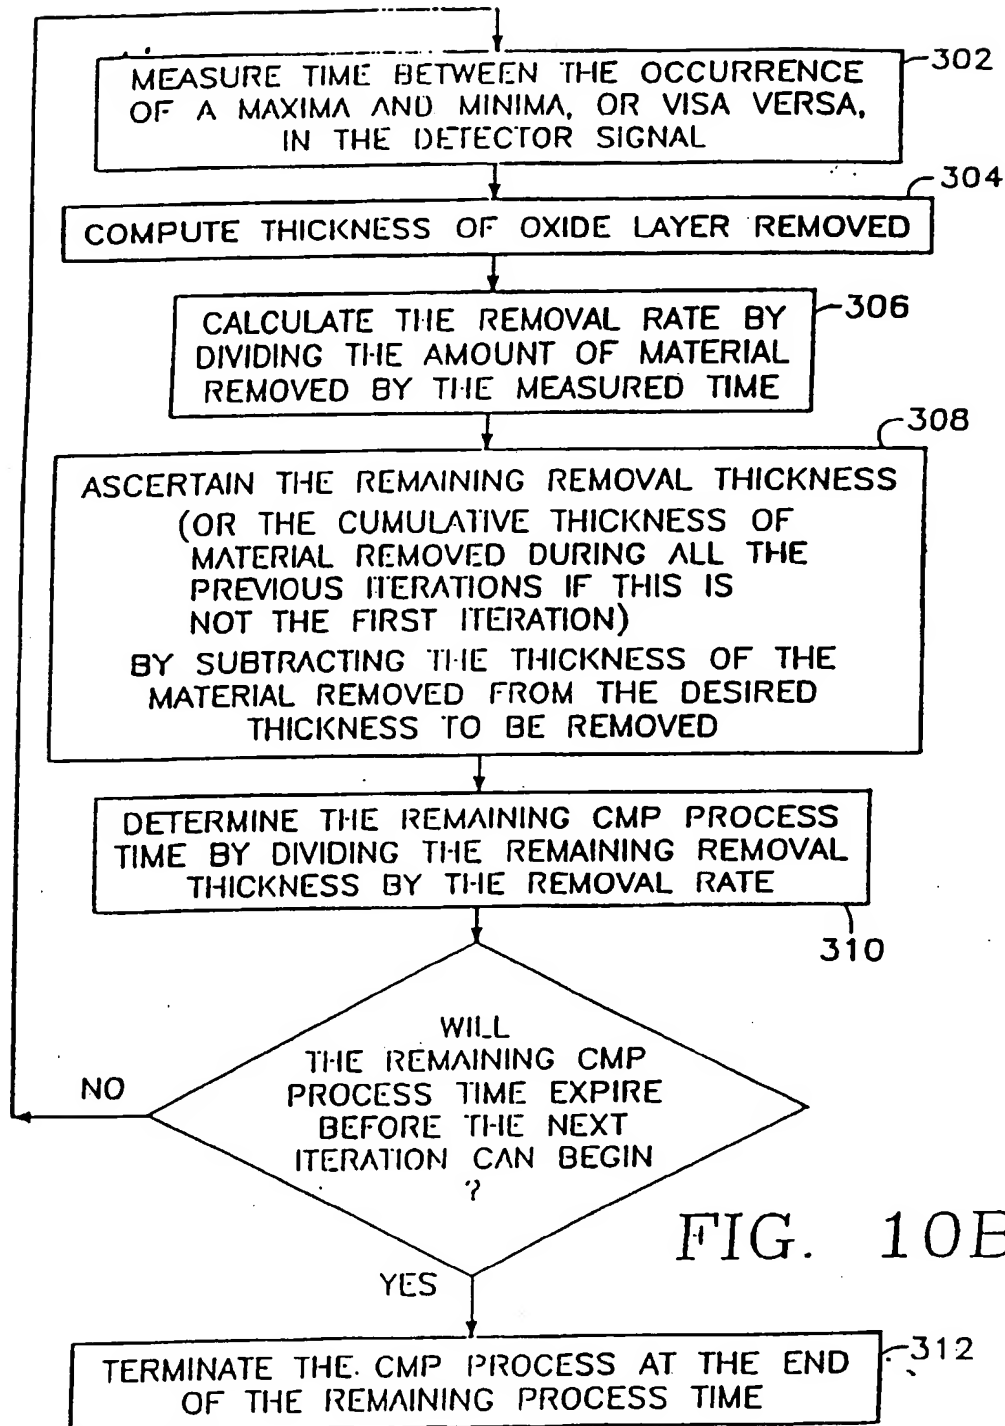 302
MEASURE TIME BETWEEN THE OCCURRENCE
OF A MAXIMA AND MINIMA, OR VISA VERSA,
IN THE DETECTOR SIGNAL
304
COMPUTE THICKNESS OF OXIDE LAYER REMOVED
306
CALCULATE THE REMOVAL RATE BY
DIVIDING THE AMOUNT OF MATERIAL
REMOVED BY THE MEASURED TIME
308
ASCERTAIN THE REMAINING REMOVAL THICKNESS
(OR THE CUMULATIVE THICKNESS OF
MATERIAL REMOVED DURING ALL THE
PREVIOUS ITERATIONS IF THIS IS
NOT THE FIRST ITERATION)
BY SUBTRACTING THE THICKNESS OF THE
MATERIAL REMOVED FROM THE DESIRED
THICKNESS TO BE REMOVED
DETERMINE THE REMAINING CMP PROCESS
TIME BY DIVIDING THE REMAINING REMOVAL
THICKNESS BY THE REMOVAL RATE
310
WILL
THE REMAINING CMP
PROCESS TIME EXPIRE
BEFORE THE NEXT
ITERATION CAN BEGIN
?
NO
YES
FIG. 10B
312
TERMINATE THE CMP PROCESS AT THE END
OF THE REMAINING PROCESS TIME